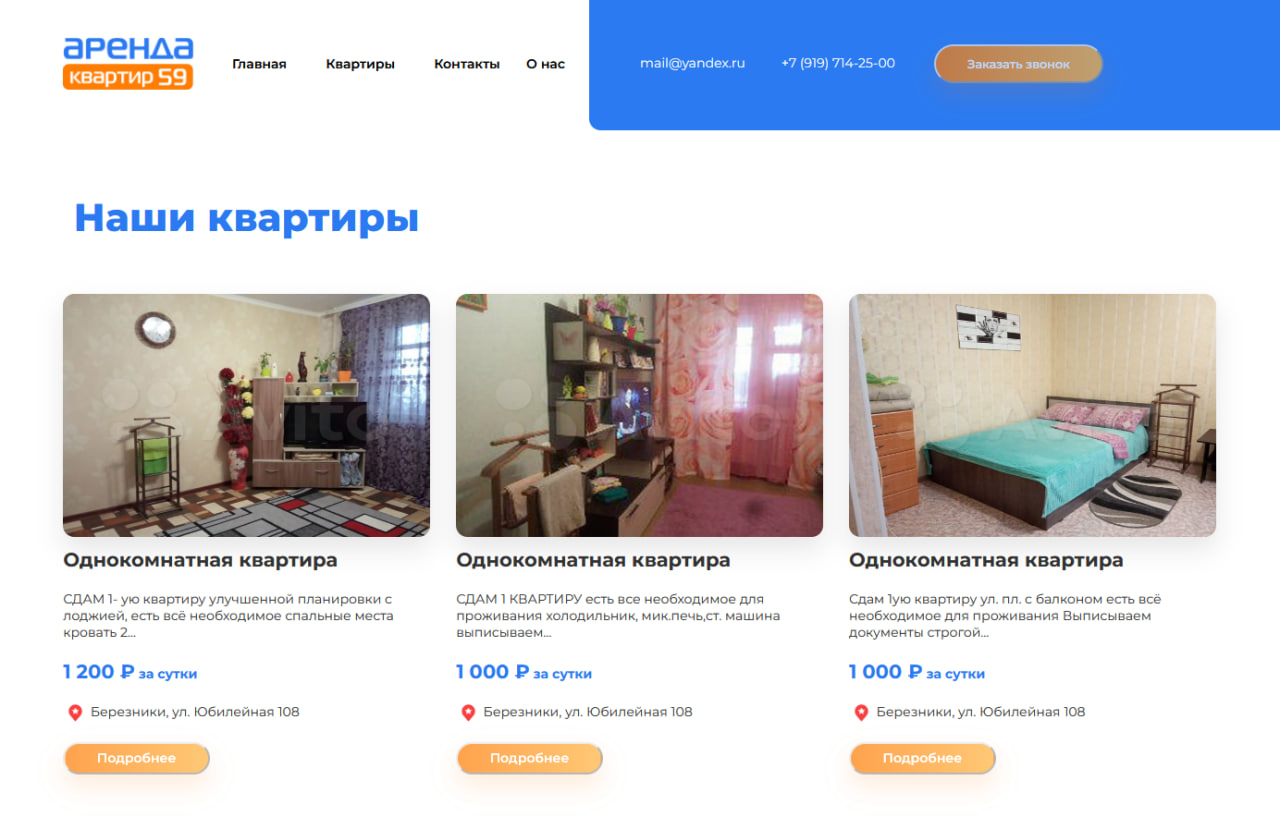 аренда
квартир 59
Главная Квартиры Контакты О нас
mail@yandex.ru +7 (919) 714-25-00 Заказать звонок
Наши квартиры
Avito
Avito
Avito
Однокомнатная квартира
СДАМ 1- ую квартиру улучшенной планировки с
лоджией, есть всё необходимое спальные места
кровать 2...
1 200 ₽ за сутки
Березники, ул. Юбилейная 108
Подробнее
Однокомнатная квартира
СДАМ 1 КВАРТИРУ есть все необходимое для
проживания холодильник, мик.печь,ст. машина
выписываем...
1 000 ₽ за сутки
Березники, ул. Юбилейная 108
Подробнее
Однокомнатная квартира
Сдам 1ую квартиру ул. пл. с балконом есть всё
необходимое для проживания Выписываем
документы строгой...
1 000 ₽ за сутки
Березники, ул. Юбилейная 108
Подробнее